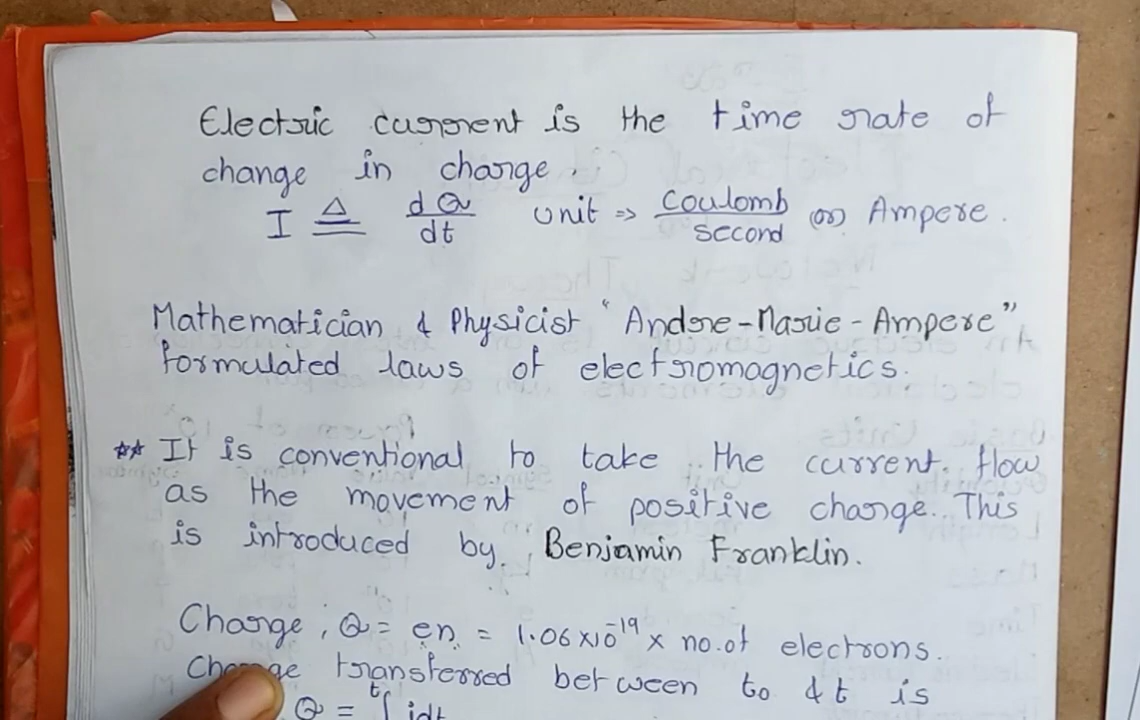 Electric current is the time rate of
change in charge.
I ≜ dQ/dt unit ⇒ Coulomb/second (or) Ampere.
Mathematician & Physicist "Andre-Marie-Ampere"
formulated laws of electromagnetics.
** It is conventional to take the current flow
as the movement of positive charge. This
is introduced by Benjamin Franklin.
Charge, Q = en = 1.06×10⁻¹⁹ × no.of electrons.
Charge transferred between to & t is
Q = ∫ idt